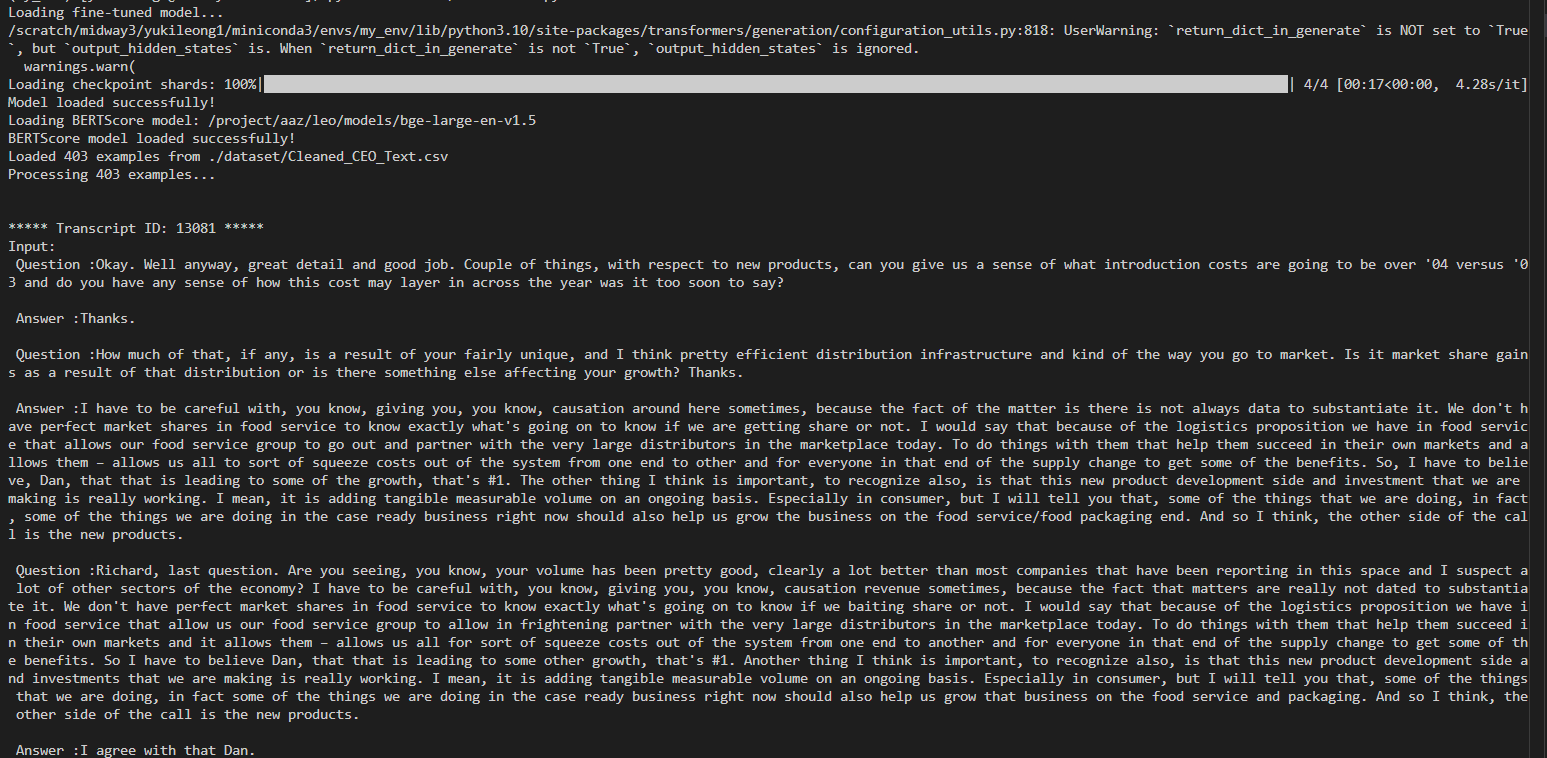 Loading fine-tuned model...
/scratch/midway3/yukileong1/miniconda3/envs/my_env/lib/python3.10/site-packages/transformers/generation/configuration_utils.py:818: UserWarning: `return_dict_in_generate` is NOT set to `True
`, but `output_hidden_states` is. When `return_dict_in_generate` is not `True`, `output_hidden_states` is ignored.
  warnings.warn(
Loading checkpoint shards: 100%| | 4/4 [00:17<00:00,  4.28s/it]
Model loaded successfully!
Loading BERTScore model: /project/aaz/leo/models/bge-large-en-v1.5
BERTScore model loaded successfully!
Loaded 403 examples from ./dataset/Cleaned_CEO_Text.csv
Processing 403 examples...
***** Transcript ID: 13081 *****
Input:
 Question :Okay. Well anyway, great detail and good job. Couple of things, with respect to new products, can you give us a sense of what introduction costs are going to be over '04 versus '0
3 and do you have any sense of how this cost may layer in across the year was it too soon to say?
 Answer :Thanks.
 Question :How much of that, if any, is a result of your fairly unique, and I think pretty efficient distribution infrastructure and kind of the way you go to market. Is it market share gain
s as a result of that distribution or is there something else affecting your growth? Thanks.
 Answer :I have to be careful with, you know, giving you, you know, causation around here sometimes, because the fact of the matter is there is not always data to substantiate it. We don't h
ave perfect market shares in food service to know exactly what's going on to know if we are getting share or not. I would say that because of the logistics proposition we have in food servic
e that allows our food service group to go out and partner with the very large distributors in the marketplace today. To do things with them that help them succeed in their own markets and a
llows them – allows us all to sort of squeeze costs out of the system from one end to other and for everyone in that end of the supply change to get some of the benefits. So, I have to belie
ve, Dan, that that is leading to some of the growth, that's #1. The other thing I think is important, to recognize also, is that this new product development side and investment that we are
making is really working. I mean, it is adding tangible measurable volume on an ongoing basis. Especially in consumer, but I will tell you that, some of the things that we are doing, in fact
, some of the things we are doing in the case ready business right now should also help us grow the business on the food service/food packaging end. And so I think, the other side of the cal
l is the new products.
 Question :Richard, last question. Are you seeing, you know, your volume has been pretty good, clearly a lot better than most companies that have been reporting in this space and I suspect a
 lot of other sectors of the economy? I have to be careful with, you know, giving you, you know, causation revenue sometimes, because the fact that matters are really not dated to substantia
te it. We don't have perfect market shares in food service to know exactly what's going on to know if we baiting share or not. I would say that because of the logistics proposition we have i
n food service that allow us our food service group to allow in frightening partner with the very large distributors in the marketplace today. To do things with them that help them succeed i
n their own markets and it allows them – allows us all for sort of squeeze costs out of the system from one end to another and for everyone in that end of the supply change to get some of th
e benefits. So I have to believe Dan, that that is leading to some other growth, that's #1. Another thing I think is important, to recognize also, is that this new product development side a
nd investments that we are making is really working. I mean, it is adding tangible measurable volume on an ongoing basis. Especially in consumer, but I will tell you that, some of the things
 that we are doing, in fact some of the things we are doing in the case ready business right now should also help us grow that business on the food service and packaging. And so I think, the
 other side of the call is the new products.
 Answer :I agree with that Dan.